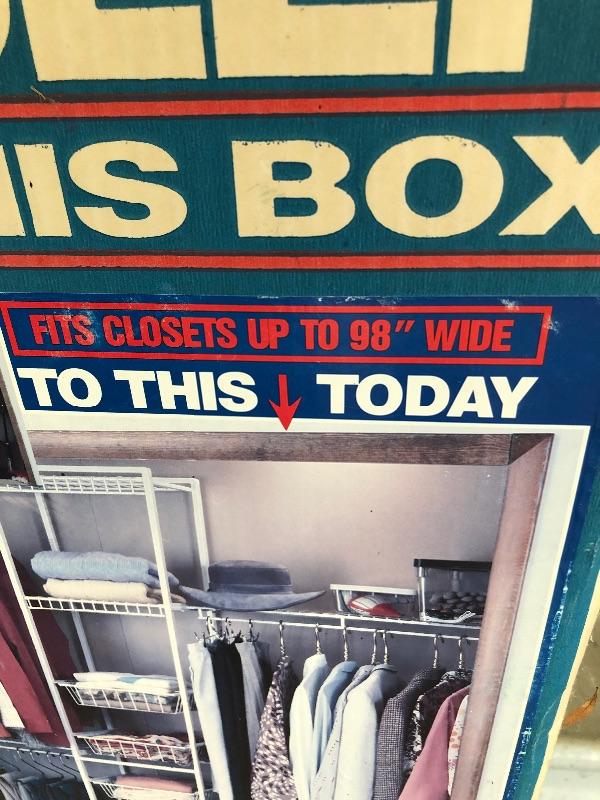 IS BOX
FITS CLOSETS UP TO 98" WIDE
TO THIS TODAY